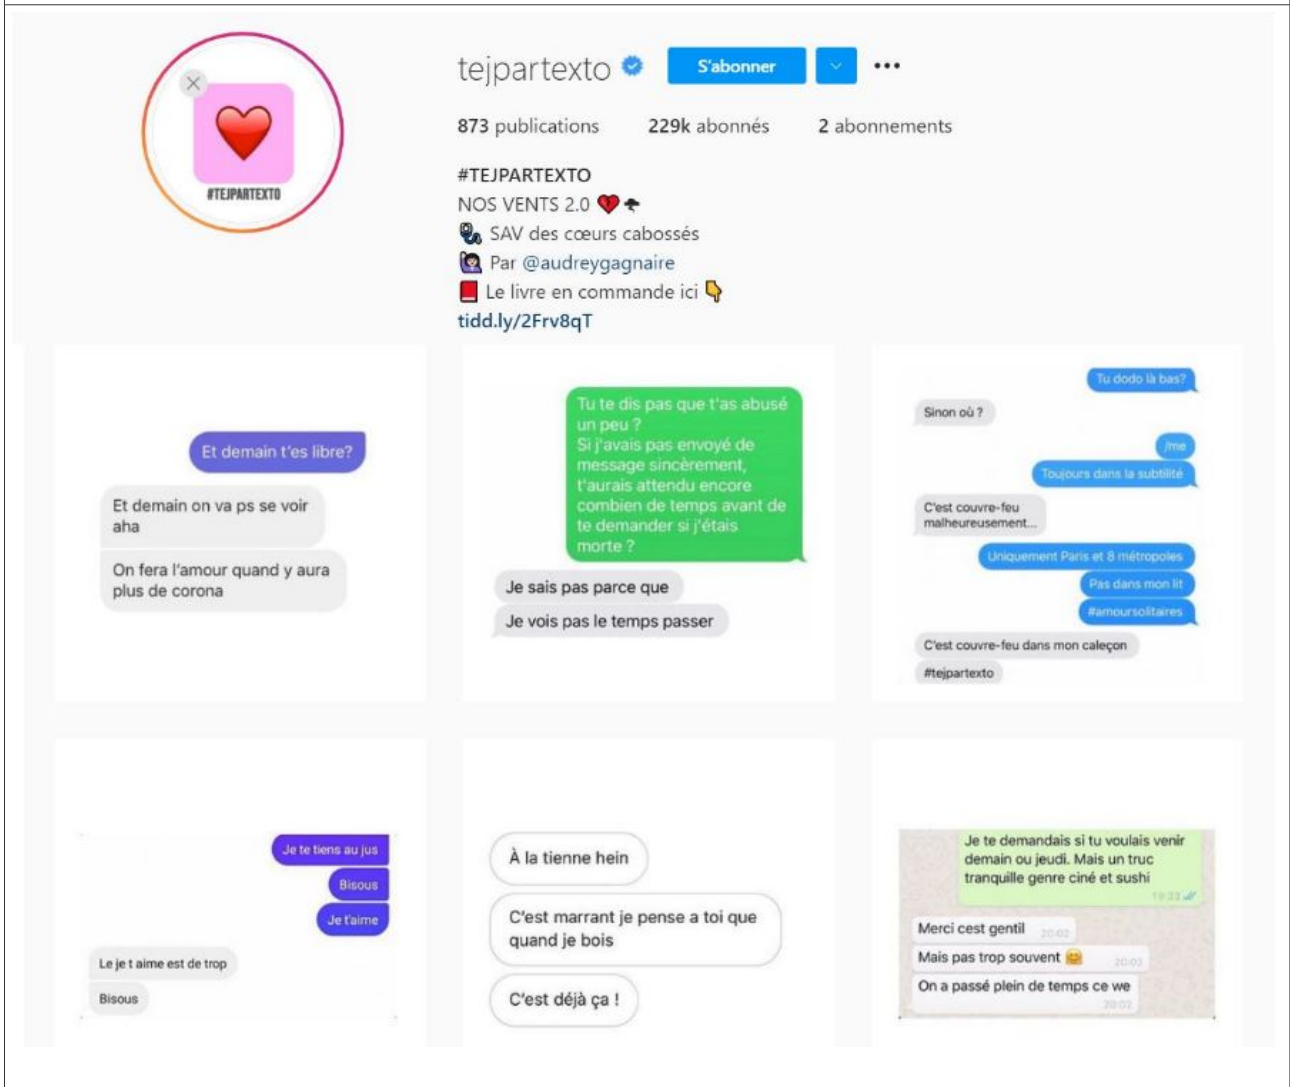 tejpartexto
S'abonner
873 publications
229k abonnés
2 abonnements
#TEJPARTEXTO
#TEJPARTEXTO
NOS VENTS 2.0
SAV des cœurs cabossés
Par @audreygagnaire
Le livre en commande ici
tidd.ly/2Frv8qT
Et demain t'es libre?
Et demain on va ps se voir
aha
On fera l'amour quand y aura
plus de corona
Tu te dis pas que t'as abusé
un peu ?
Si j'avais pas envoyé de
message sincèrement,
t'aurais attendu encore
combien de temps avant de
te demander si j'étais
morte ?
Je sais pas parce que
Je vois pas le temps passer
Tu dodo là bas?
Sinon où ?
/me
Toujours dans la subtilité
C'est couvre-feu
malheureusement...
Uniquement Paris et 8 métropoles
Pas dans mon lit
#amoursolitaires
C'est couvre-feu dans mon caleçon
#tejpartexto
Je te tiens au jus
Bisous
Je t'aime
Le je t aime est de trop
Bisous
À la tienne hein
C'est marrant je pense a toi que
quand je bois
C'est déjà ça !
Je te demandais si tu voulais venir
demain ou jeudi. Mais un truc
tranquille genre ciné et sushi
19:33
Merci cest gentil 20:02
Mais pas trop souvent 20:02
On a passé plein de temps ce we
20:02